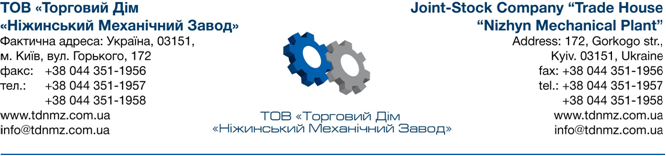 ТОВ «Торговий Дім
«Ніжинський Механічний Завод»
Фактична адреса: Україна, 03151,
м. Київ, вул. Горького, 172
факс: +38 044 351-1956
тел.: +38 044 351-1957
+38 044 351-1958
www.tdnmz.com.ua
info@tdnmz.com.ua
ТОВ «Торговий Дім
«Ніжинський Механічний Завод»
Joint-Stock Company “Trade House
“Nizhyn Mechanical Plant”
Address: 172, Gorkogo str.,
Kyiv. 03151, Ukraine
fax: +38 044 351-1956
tel.: +38 044 351-1957
+38 044 351-1958
www.tdnmz.com.ua
info@tdnmz.com.ua